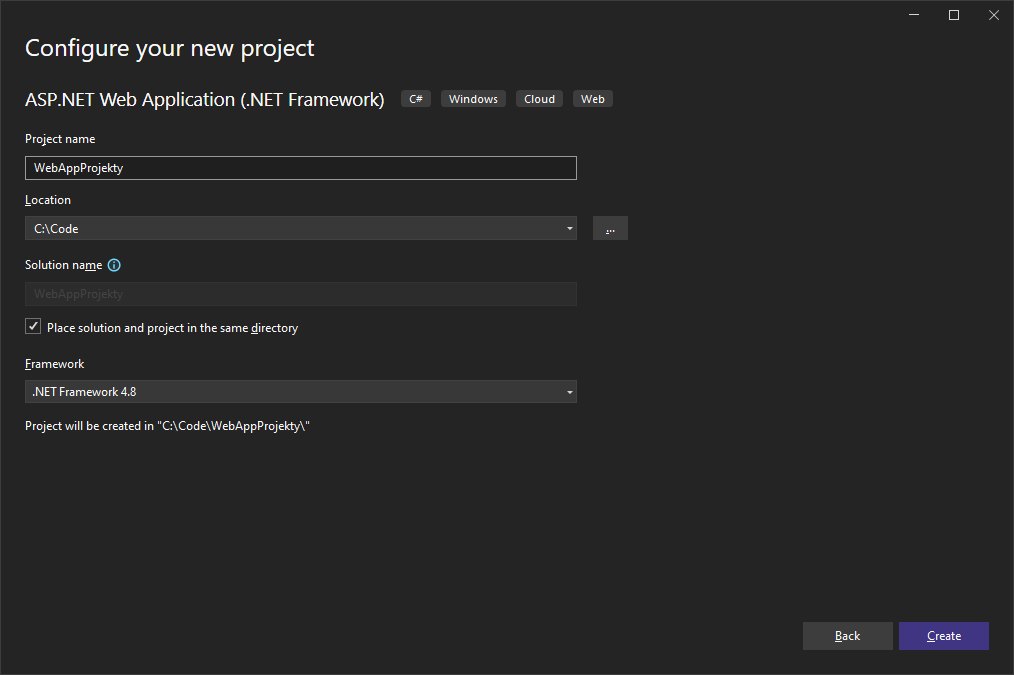 Configure your new project
ASP.NET Web Application (.NET Framework) C# Windows Cloud Web
Project name
WebAppProjekty
Location
C:\Code
...
Solution name
WebAppProjekty
Place solution and project in the same directory
Framework
.NET Framework 4.8
Project will be created in "C:\Code\WebAppProjekty\"
Back Create